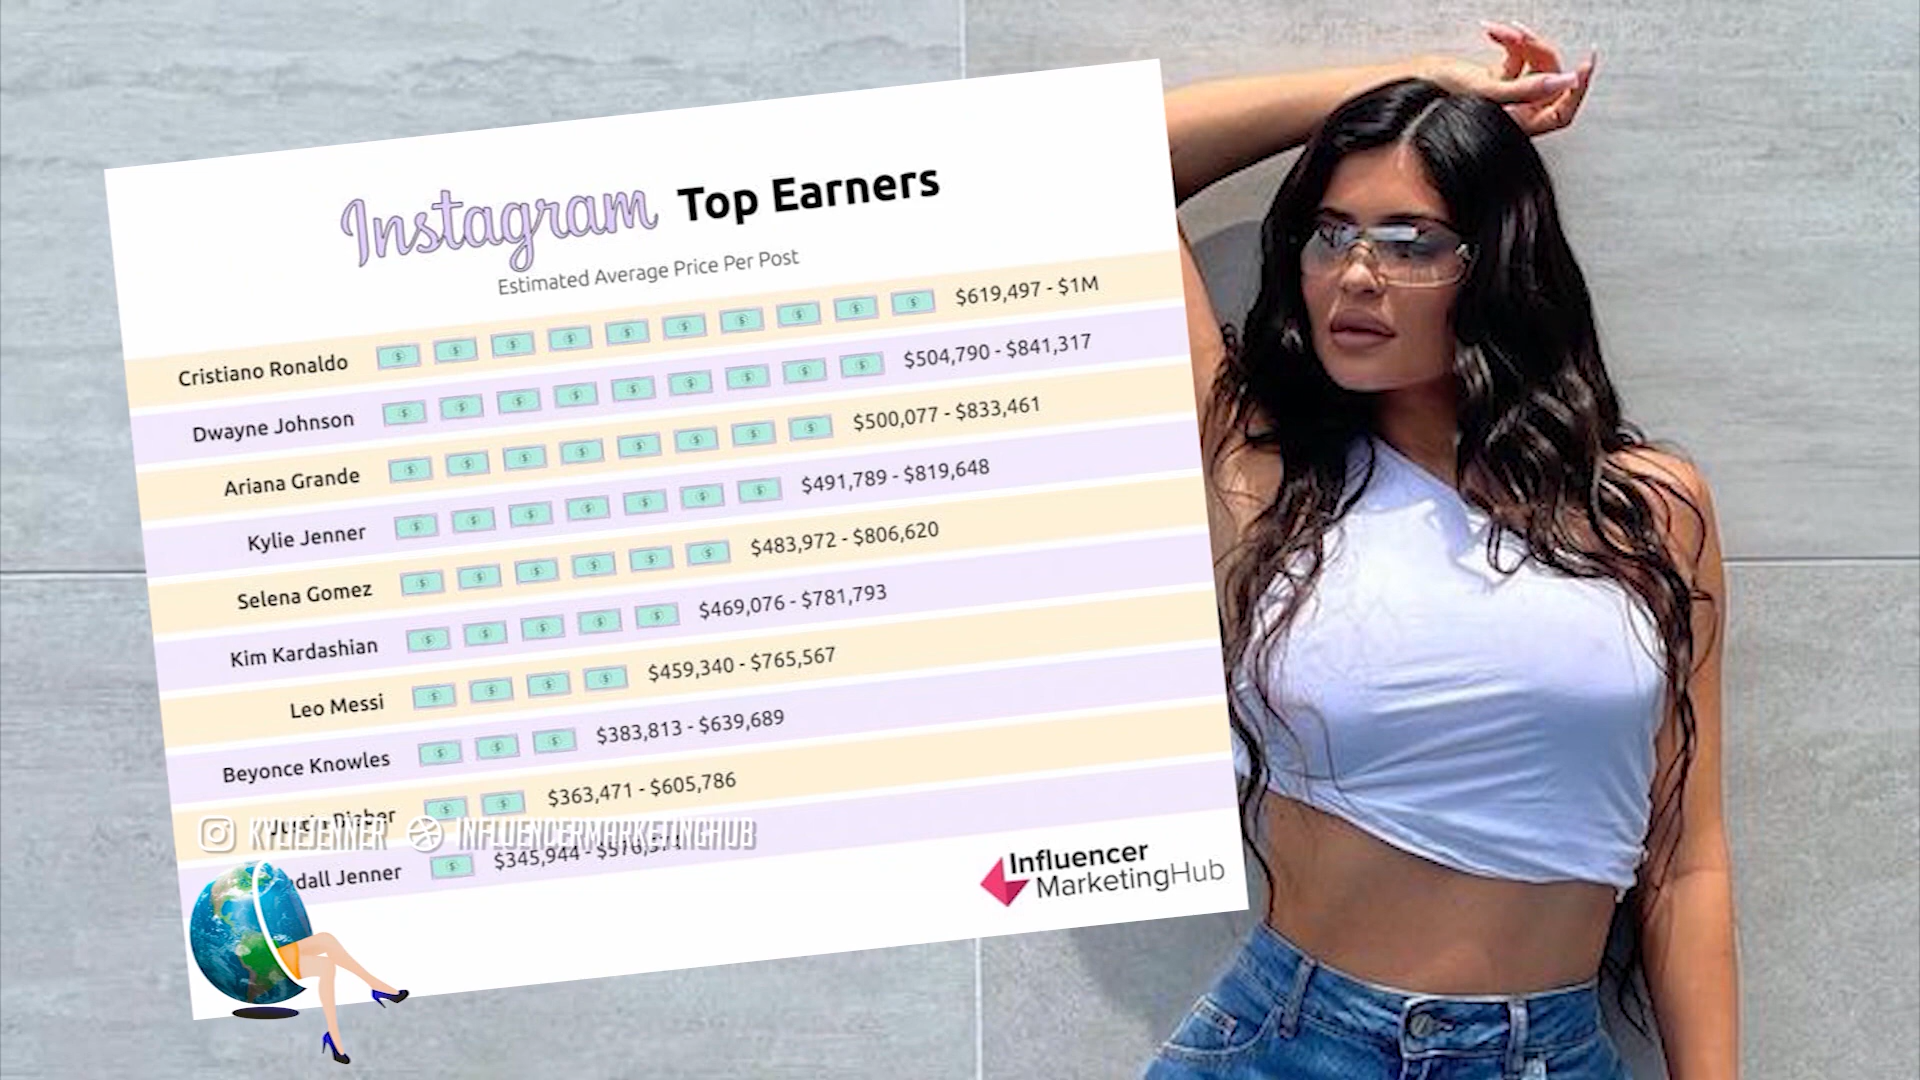 Instagram Top Earners
Estimated Average Price Per Post
Cristiano Ronaldo $619,497 - $1M
Dwayne Johnson $504,790 - $841,317
Ariana Grande $500,077 - $833,461
Kylie Jenner $491,789 - $819,648
Selena Gomez $483,972 - $806,620
Kim Kardashian $469,076 - $781,793
Leo Messi $459,340 - $765,567
Beyonce Knowles $383,813 - $639,689
$363,471 - $605,786
KYLIEJENNER INFLUENCERMARKETINGHUB
Jenner $345,944 -
Influencer
MarketingHub